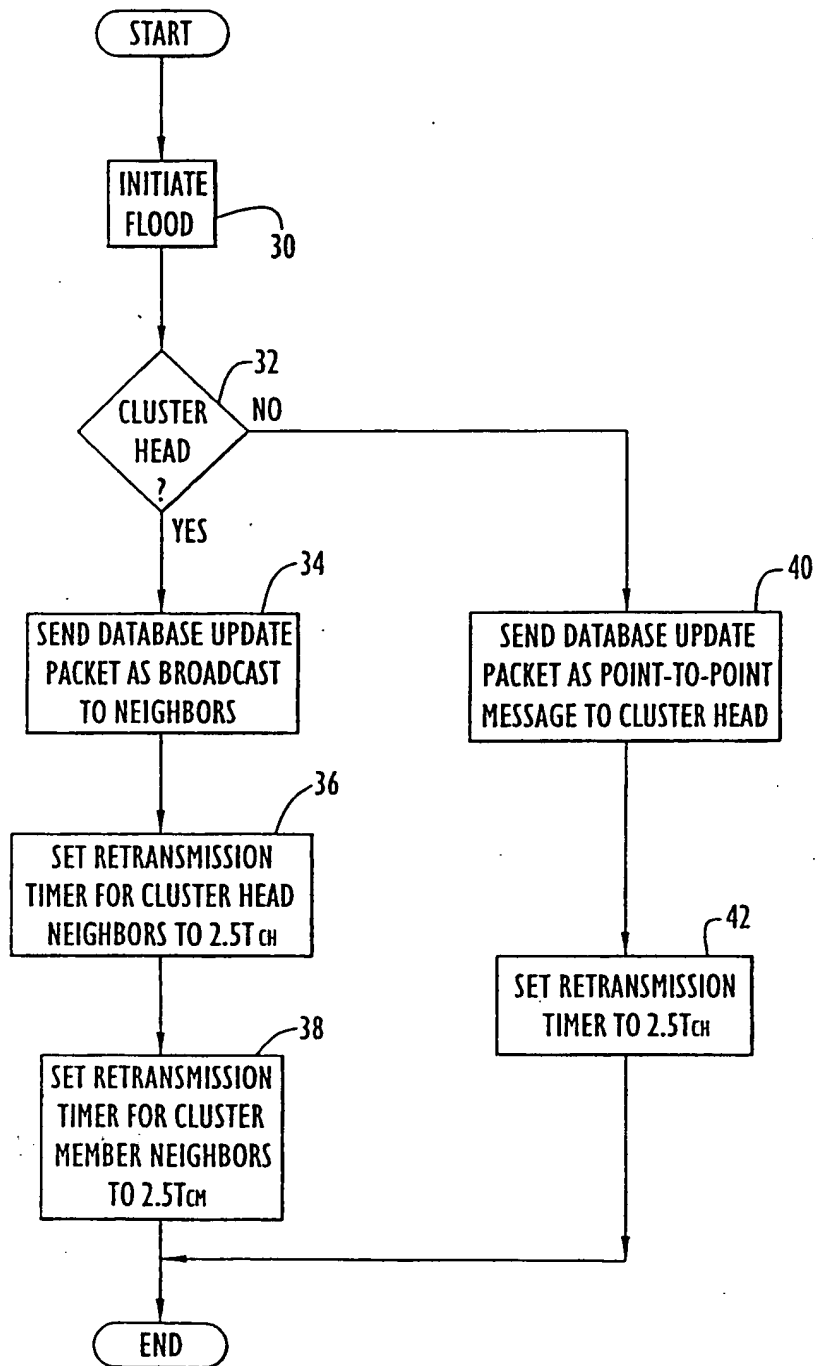 START
INITIATE
FLOOD
30
32
CLUSTER
HEAD
?
NO
YES
34
SEND DATABASE UPDATE
PACKET AS BROADCAST
TO NEIGHBORS
40
SEND DATABASE UPDATE
PACKET AS POINT-TO-POINT
MESSAGE TO CLUSTER HEAD
36
SET RETRANSMISSION
TIMER FOR CLUSTER HEAD
NEIGHBORS TO 2.5TCH
42
SET RETRANSMISSION
TIMER TO 2.5TCH
38
SET RETRANSMISSION
TIMER FOR CLUSTER
MEMBER NEIGHBORS
TO 2.5TCM
END